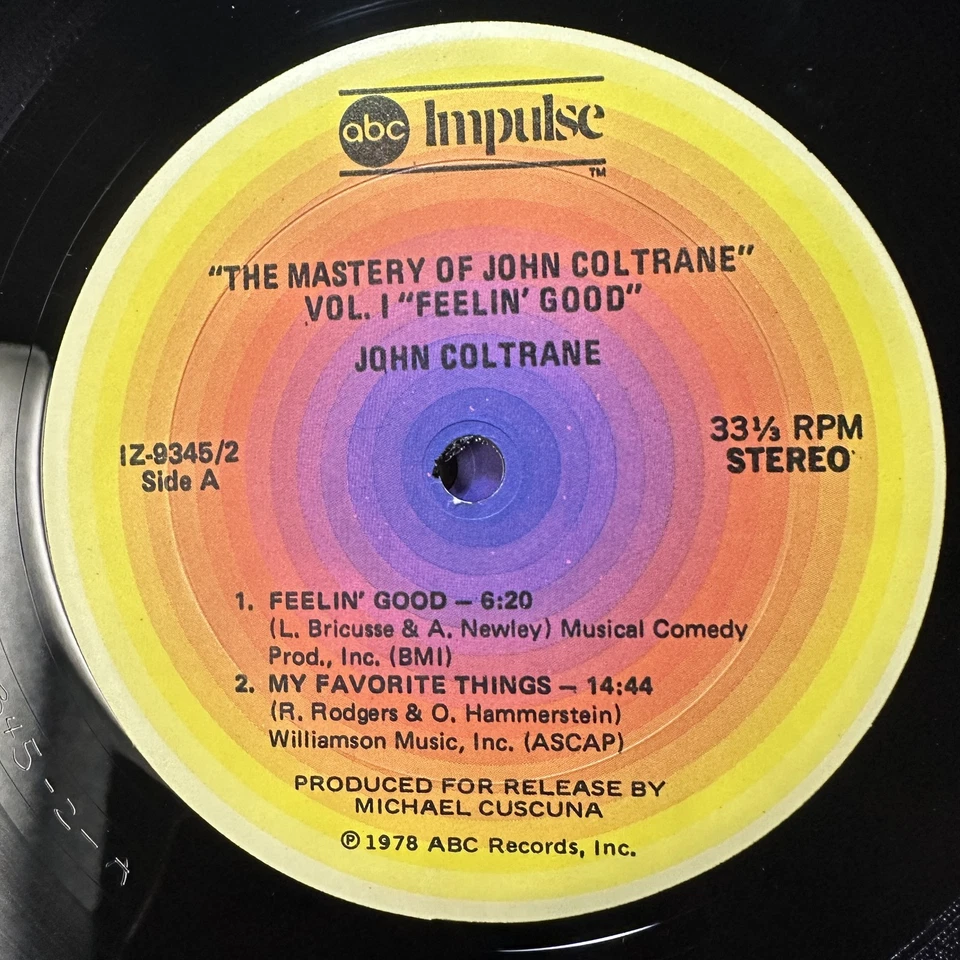 abc Impulse
TM
"THE MASTERY OF JOHN COLTRANE"
VOL. I "FEELIN' GOOD"
JOHN COLTRANE
IZ-9345/2
Side A
33⅓ RPM
STEREO
1. FEELIN' GOOD – 6:20
(L. Bricusse & A. Newley) Musical Comedy
Prod., Inc. (BMI)
2. MY FAVORITE THINGS – 14:44
(R. Rodgers & O. Hammerstein)
Williamson Music, Inc. (ASCAP)
PRODUCED FOR RELEASE BY
MICHAEL CUSCUNA
℗ 1978 ABC Records, Inc.